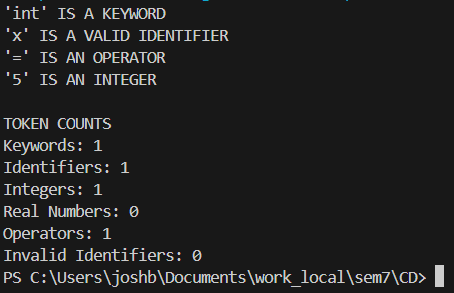 'int' IS A KEYWORD
'x' IS A VALID IDENTIFIER
'=' IS AN OPERATOR
'5' IS AN INTEGER

TOKEN COUNTS
Keywords: 1
Identifiers: 1
Integers: 1
Real Numbers: 0
Operators: 1
Invalid Identifiers: 0
PS C:\Users\joshb\Documents\work_local\sem7\CD>